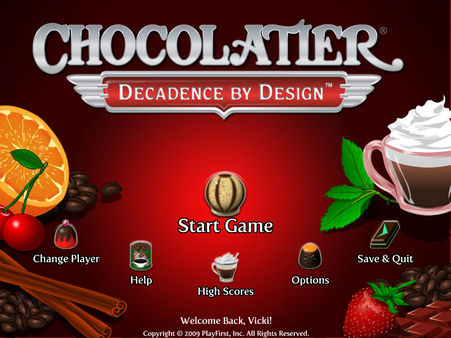 CHOCOLATIER®
DECADENCE BY DESIGN™
Start Game
Change Player
Help
High Scores
Options
Save & Quit
Welcome Back, Vicki!
Copyright © 2009 PlayFirst, Inc. All Rights Reserved.